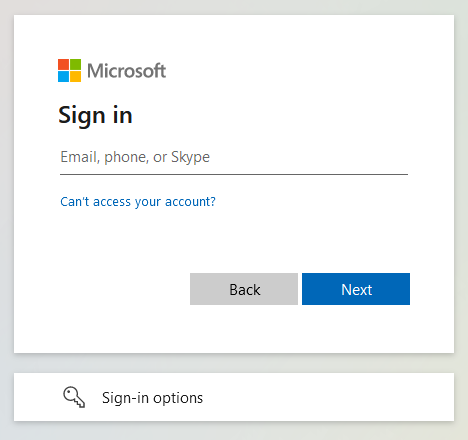 Microsoft
Sign in
Email, phone, or Skype
Can't access your account?
Back
Next
Sign-in options